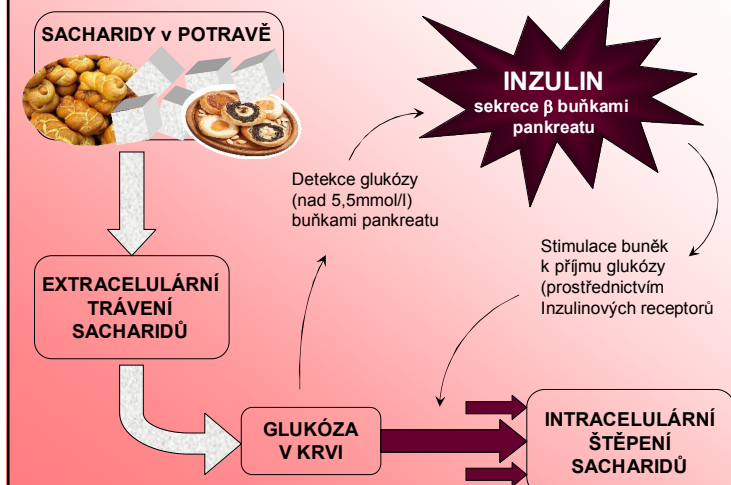 SACHARIDY v POTRAVĚ
INZULIN
sekrece β buňkami
pankreatu
Detekce glukózy
(nad 5,5mmol/l)
buňkami pankreatu
Stimulace buněk
k příjmu glukózy
(prostřednictvím
Inzulinových receptorů
EXTRACELULÁRNÍ
TRÁVENÍ
SACHARIDŮ
GLUKÓZA
V KRVI
INTRACELULÁRNÍ
ŠTĚPENÍ
SACHARIDŮ